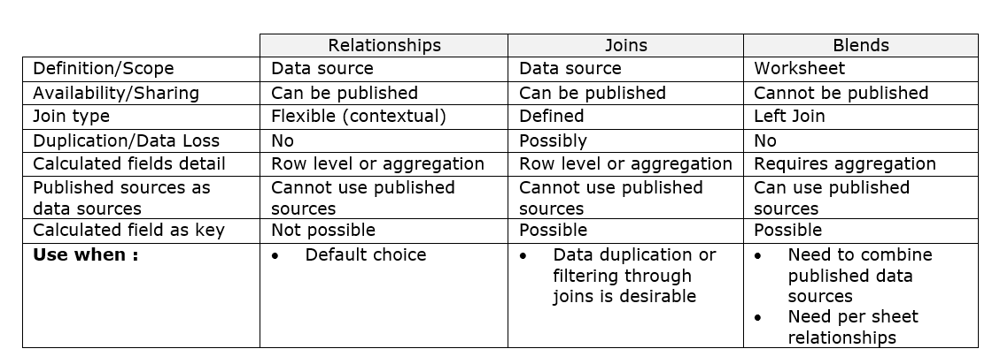 Relationships Joins Blends
Definition/Scope Data source Data source Worksheet
Availability/Sharing Can be published Can be published Cannot be published
Join type Flexible (contextual) Defined Left Join
Duplication/Data Loss No Possibly No
Calculated fields detail Row level or aggregation Row level or aggregation Requires aggregation
Published sources as Cannot use published Cannot use published Can use published
data sources sources sources sources
Calculated field as key Not possible Possible Possible
Use when : • Default choice • Data duplication or • Need to combine
filtering through published data
joins is desirable sources
• Need per sheet
relationships